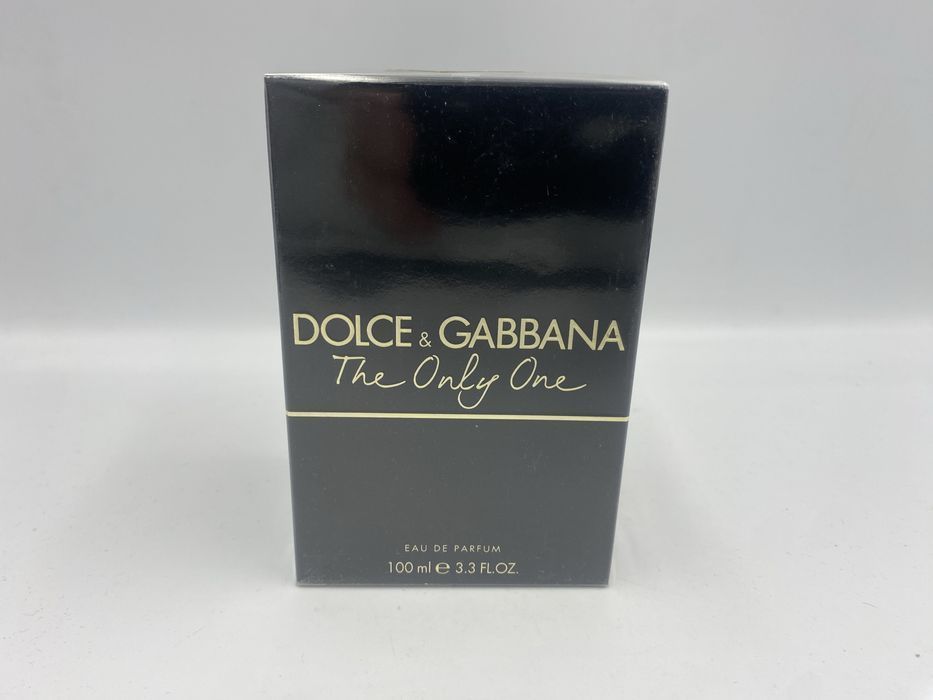 DOLCE & GABBANA
The Only One
EAU DE PARFUM
100 ml ℮ 3.3 FL.OZ.